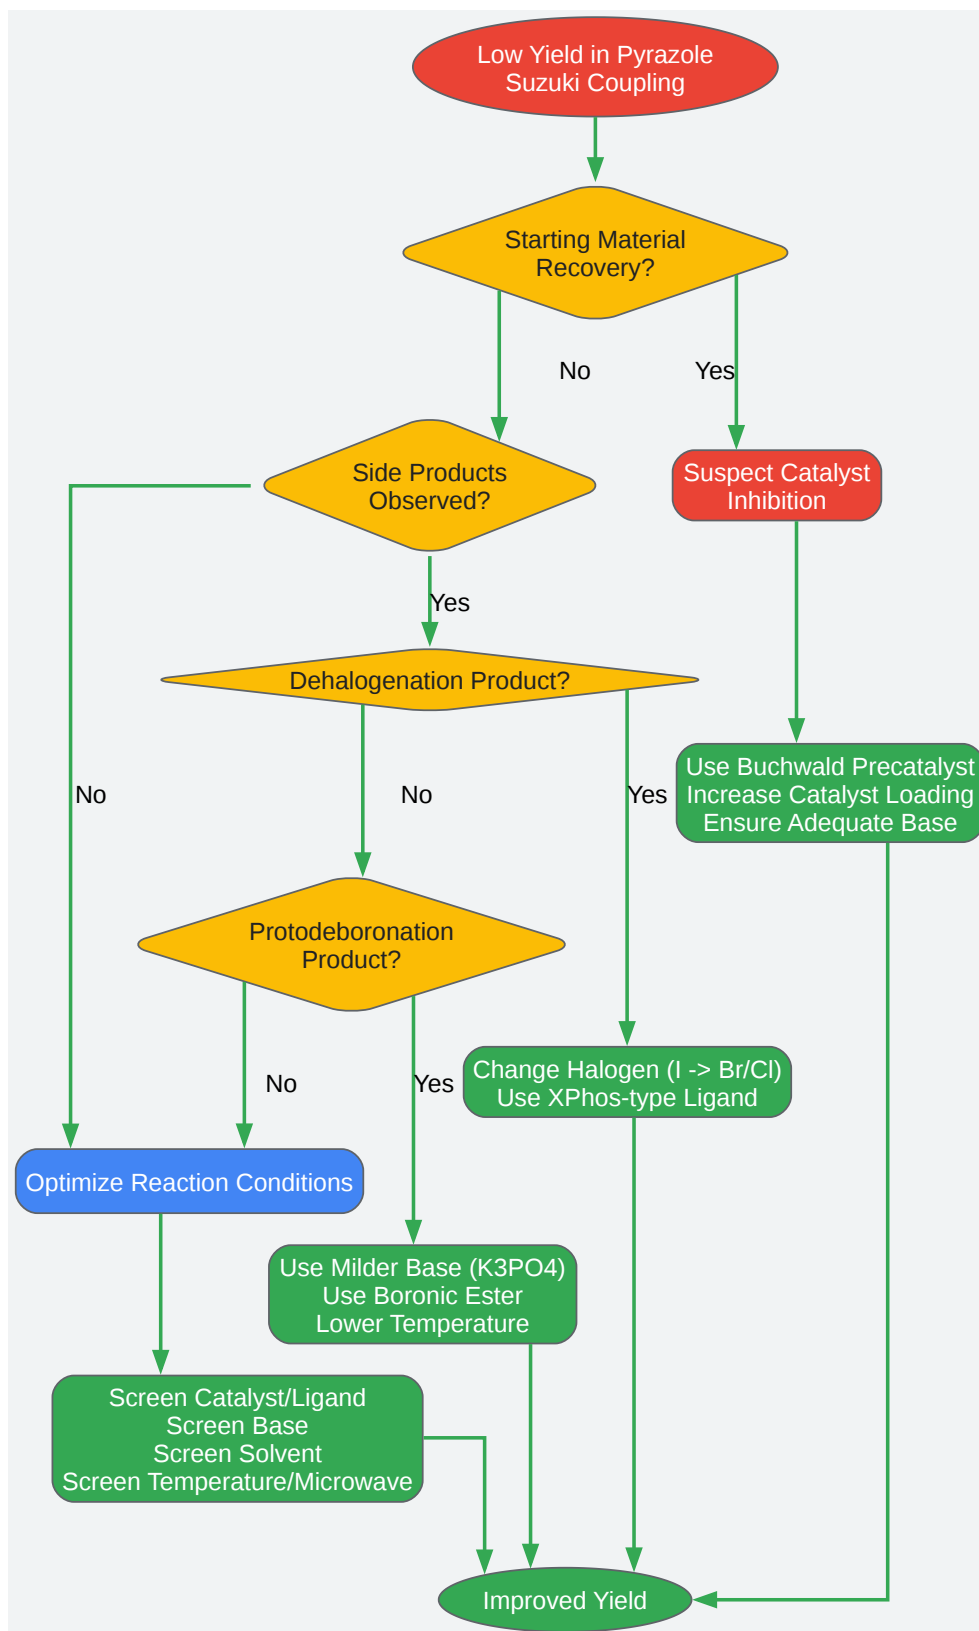 Low Yield in Pyrazole
Suzuki Coupling
Starting Material
Recovery?
No
Yes
Side Products
Observed?
Suspect Catalyst
Inhibition
Yes
Dehalogenation Product?
Use Buchwald Precatalyst
Increase Catalyst Loading
Ensure Adequate Base
No
No
Yes
Protodeboronation
Product?
No
Yes
Change Halogen (I -> Br/Cl)
Use XPhos-type Ligand
Optimize Reaction Conditions
Use Milder Base (K3PO4)
Use Boronic Ester
Lower Temperature
Screen Catalyst/Ligand
Screen Base
Screen Solvent
Screen Temperature/Microwave
Improved Yield